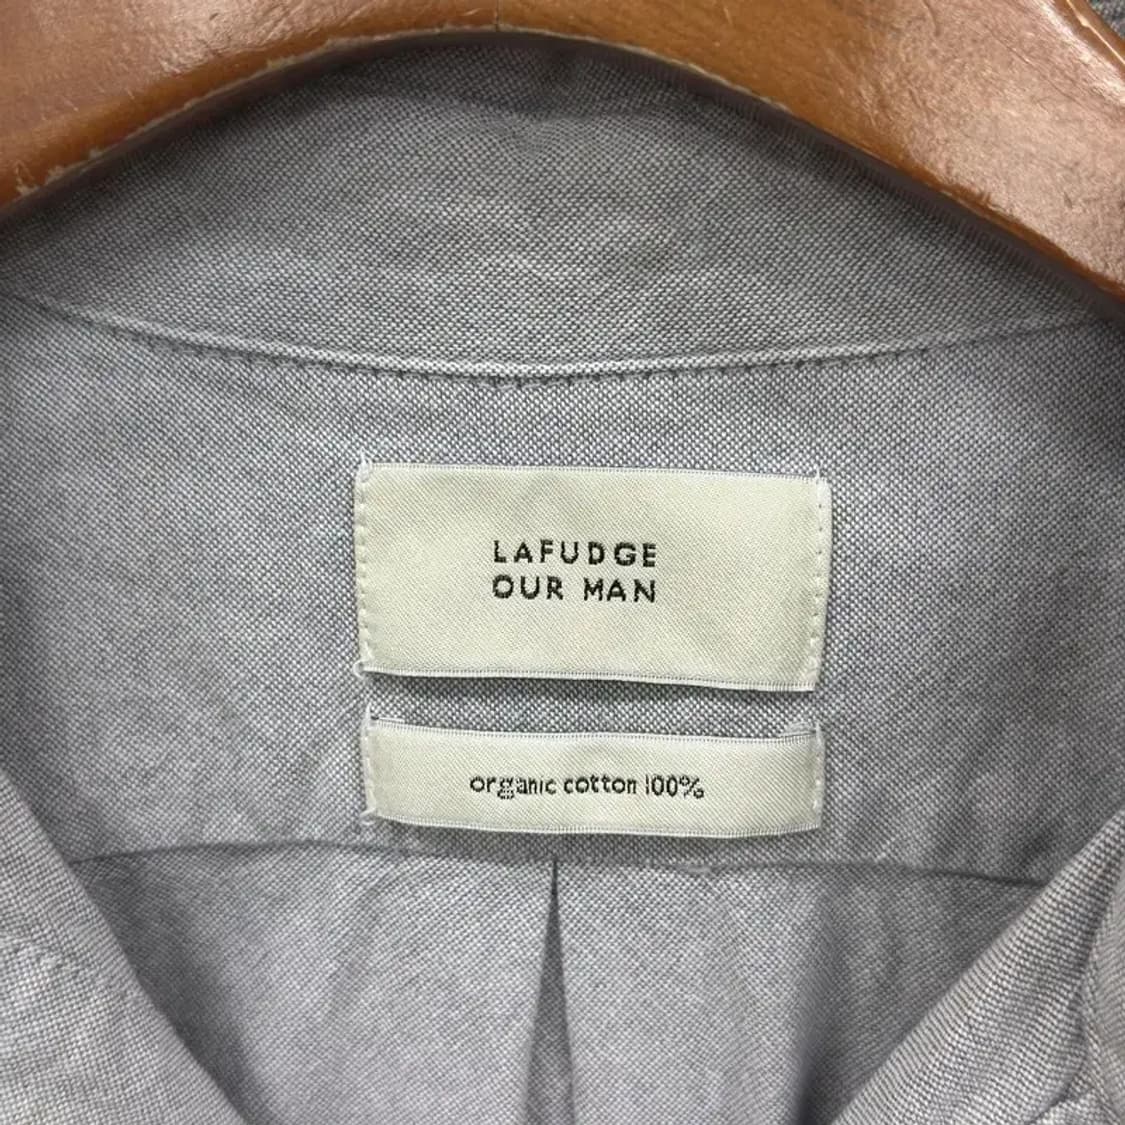 LAFUDGE
OUR MAN
organic cotton 100%